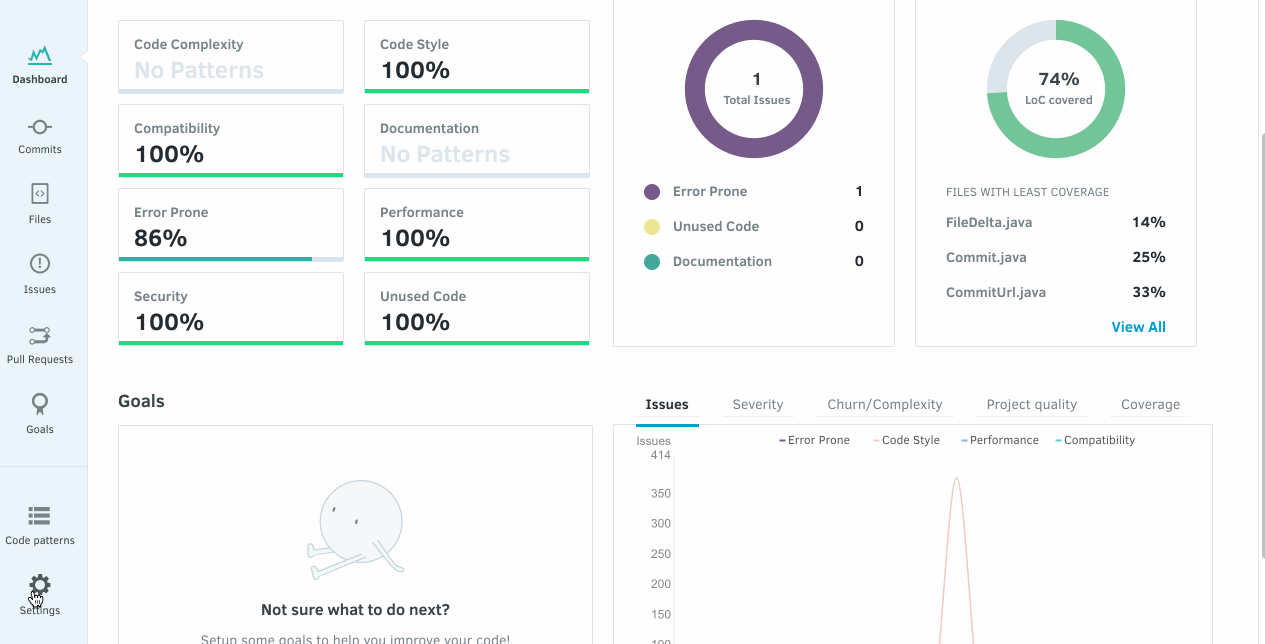 Dashboard
Commits
Files
Issues
Pull Requests
Goals
Code patterns
Settings
Code Complexity
No Patterns
Code Style
100%
Compatibility
100%
Documentation
No Patterns
Error Prone
86%
Performance
100%
Security
100%
Unused Code
100%
1
Total Issues
Error Prone 1
Unused Code 0
Documentation 0
74%
LoC covered
FILES WITH LEAST COVERAGE
FileDelta.java 14%
Commit.java 25%
CommitUrl.java 33%
View All
Goals
Not sure what to do next?
Setup some goals to help you improve your code!
Issues Severity Churn/Complexity Project quality Coverage
Issues
Error Prone Code Style Performance Compatibility
414
350
300
250
200
150
100